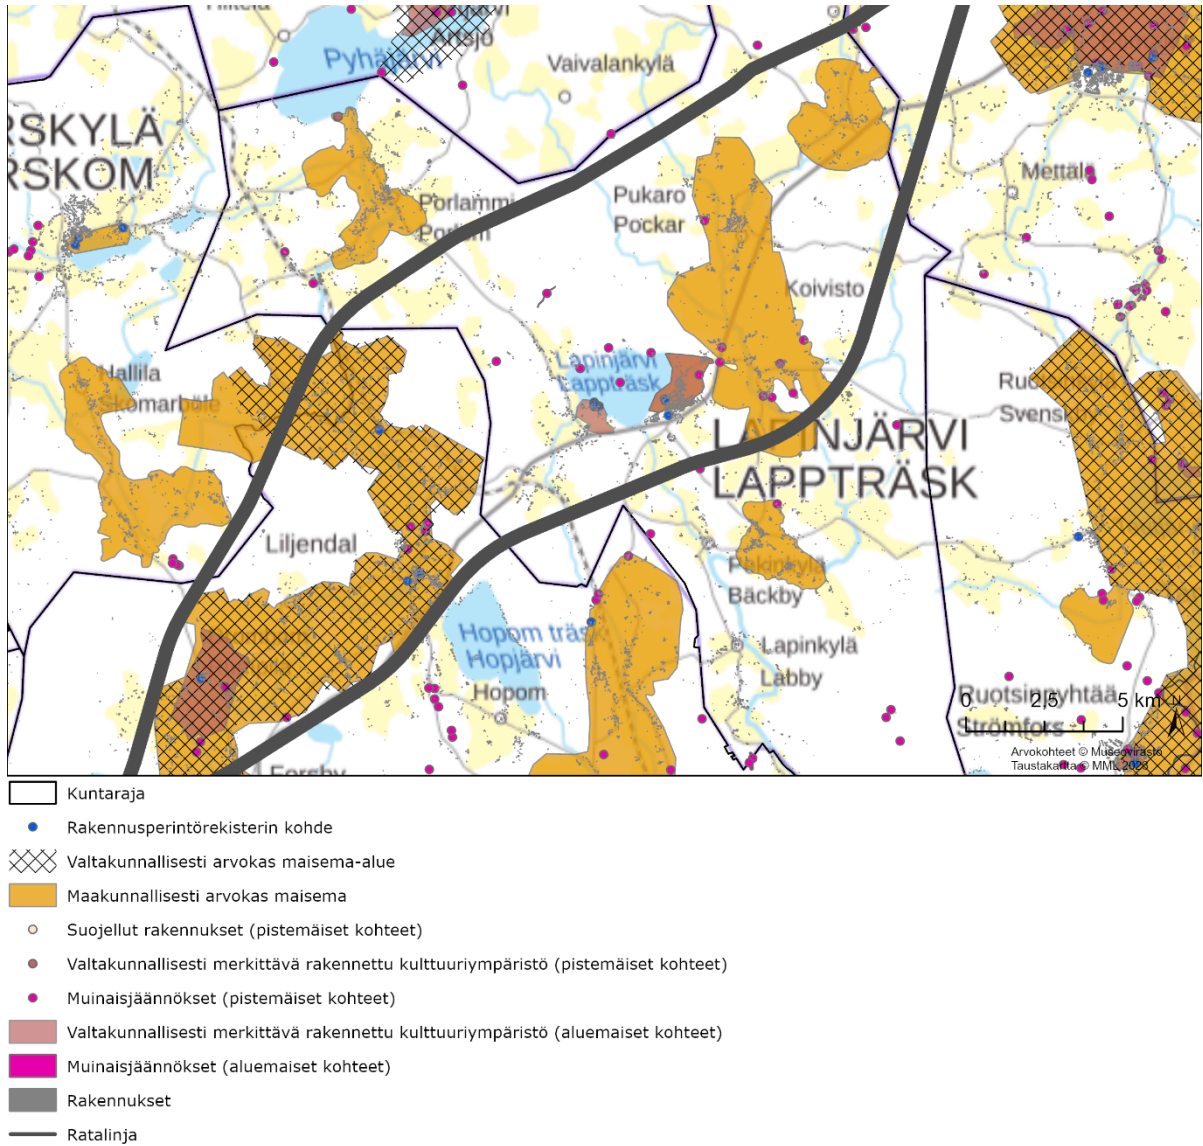 Pyhäjärvi
Artsjö
Vaivalankylä
RSKYLÄ
RSKOM
Porlammi
Porlom
Pukaro
Pockar
Mettälä
Koivisto
Lapinjärvi
Lappträsk
Hallila
Skomarböle
LAPINJÄRVI
LAPPTRÄSK
Liljendal
Bäckby
Hopom träsk
Hopjärvi
Hopom
Lapinkylä
Labby
Ruotsinpyhtää
Strömfors
0 2,5 5 km
N
Forsby
Arvokohteet © Museovirasto
Taustakartta © MML 2023
Kuntaraja
Rakennusperintörekisterin kohde
Valtakunnallisesti arvokas maisema-alue
Maakunnallisesti arvokas maisema
Suojellut rakennukset (pistemäiset kohteet)
Valtakunnallisesti merkittävä rakennettu kulttuuriympäristö (pistemäiset kohteet)
Muinaisjäännökset (pistemäiset kohteet)
Valtakunnallisesti merkittävä rakennettu kulttuuriympäristö (aluemaiset kohteet)
Muinaisjäännökset (aluemaiset kohteet)
Rakennukset
Ratalinja